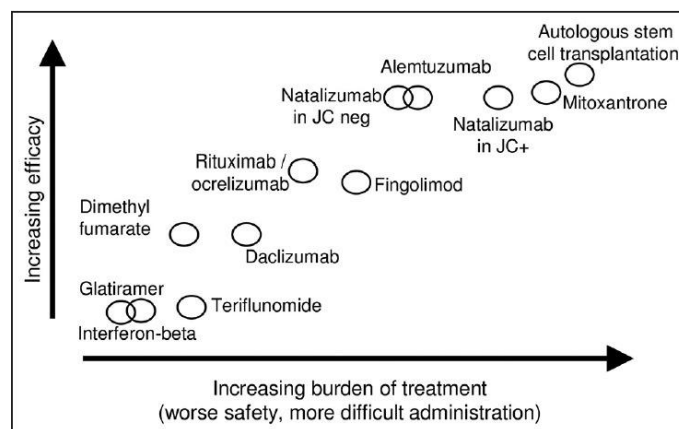 Autologous stem
cell transplantation
Alemtuzumab
Natalizumab
in JC neg
Mitoxantrone
Natalizumab
in JC+
Rituximab /
ocrelizumab
Fingolimod
Dimethyl
fumarate
Daclizumab
Glatiramer
Teriflunomide
Interferon-beta
Increasing efficacy
Increasing burden of treatment
(worse safety, more difficult administration)